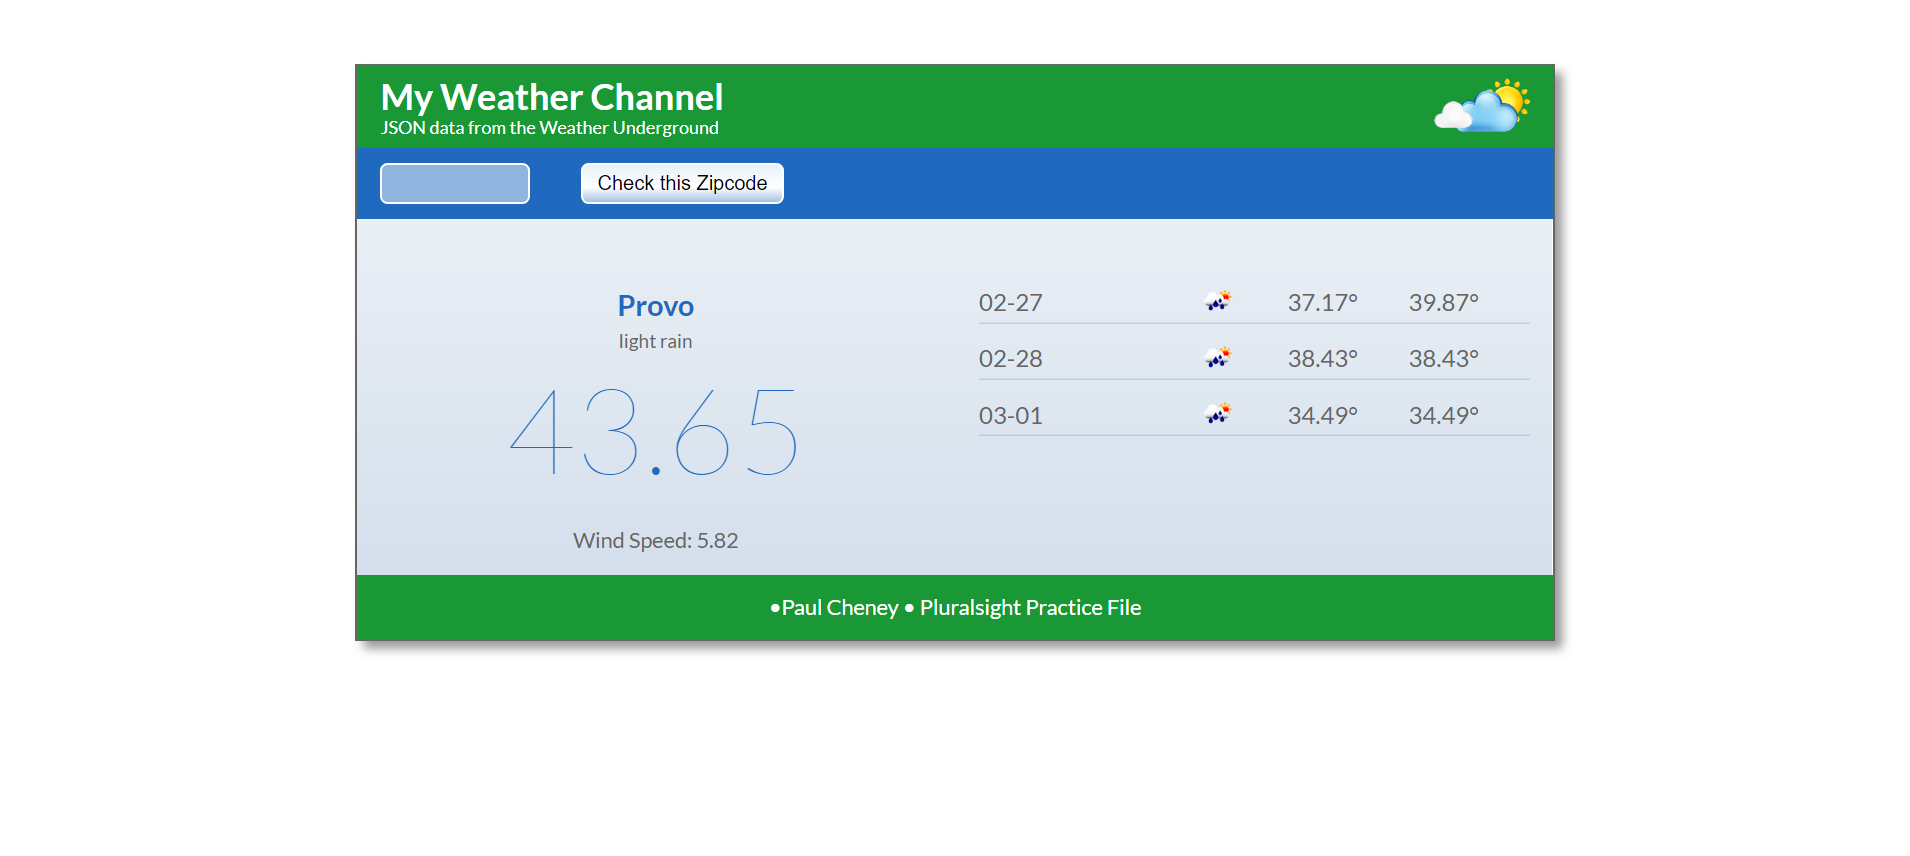 My Weather Channel
JSON data from the Weather Underground
Check this Zipcode
Provo
light rain
43.65
Wind Speed: 5.82
02-27 37.17° 39.87°
02-28 38.43° 38.43°
03-01 34.49° 34.49°
•Paul Cheney • Pluralsight Practice File